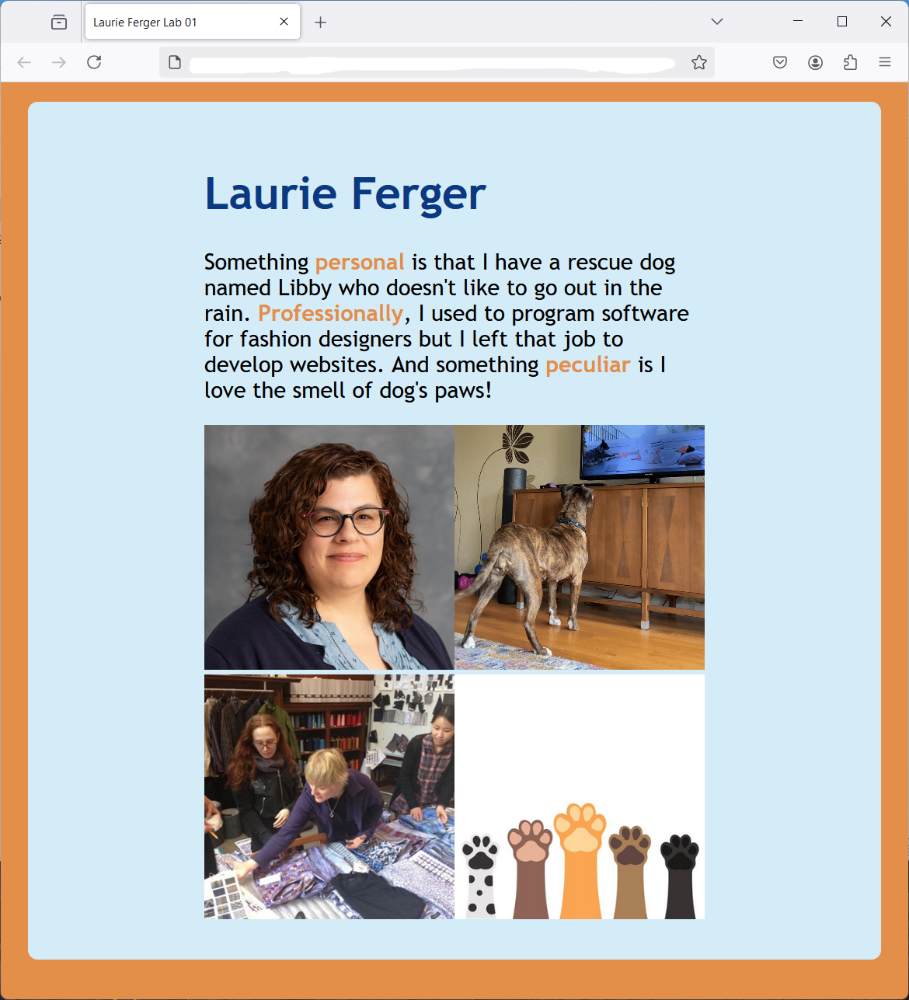 Laurie Ferger Lab 01
Laurie Ferger
Something personal is that I have a rescue dog
named Libby who doesn't like to go out in the
rain. Professionally, I used to program software
for fashion designers but I left that job to
develop websites. And something peculiar is I
love the smell of dog's paws!